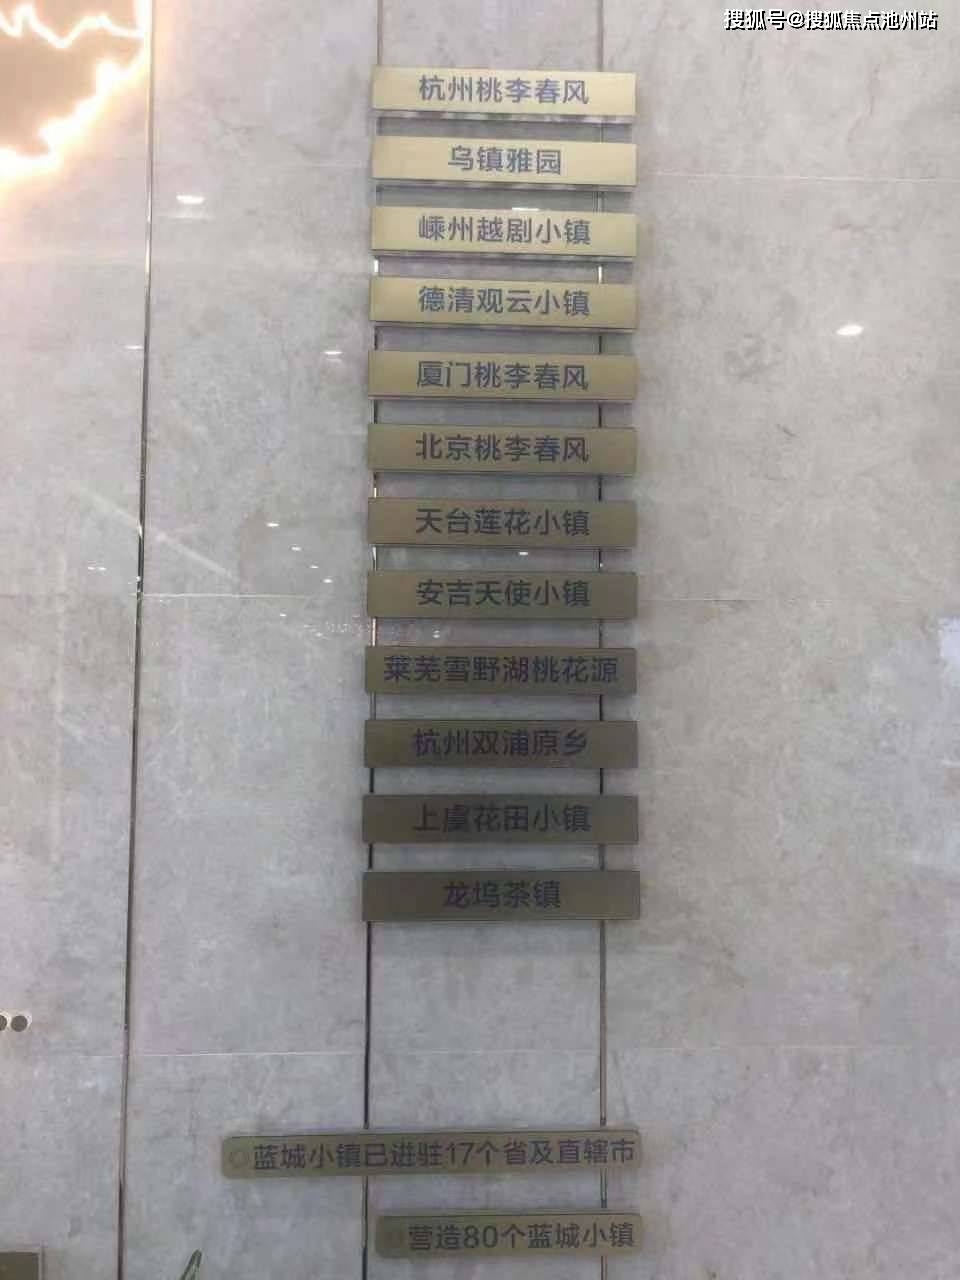 搜狐号@搜狐焦点池州站
杭州桃李春风
乌镇雅园
嵊州越剧小镇
德清观云小镇
厦门桃李春风
北京桃李春风
天台莲花小镇
安吉天使小镇
莱芜雪野湖桃花源
杭州双浦原乡
上虞花田小镇
龙坞茶镇
蓝城小镇已进驻17个省及直辖市
营造80个蓝城小镇